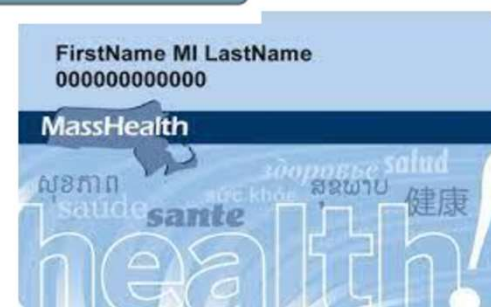 FirstName MI LastName
000000000000
MassHealth
здоровье salud
សុខភាព sức khỏe ສຸຂພາບ 健康
saude sante
health!